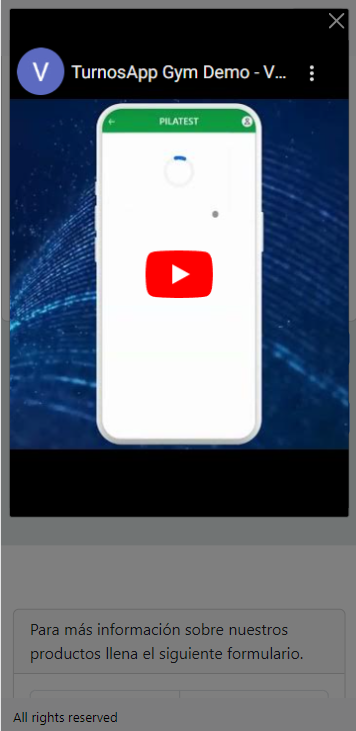 V
TurnosApp Gym Demo - V...
PILATEST
Para más información sobre nuestros
productos llena el siguiente formulario.
All rights reserved